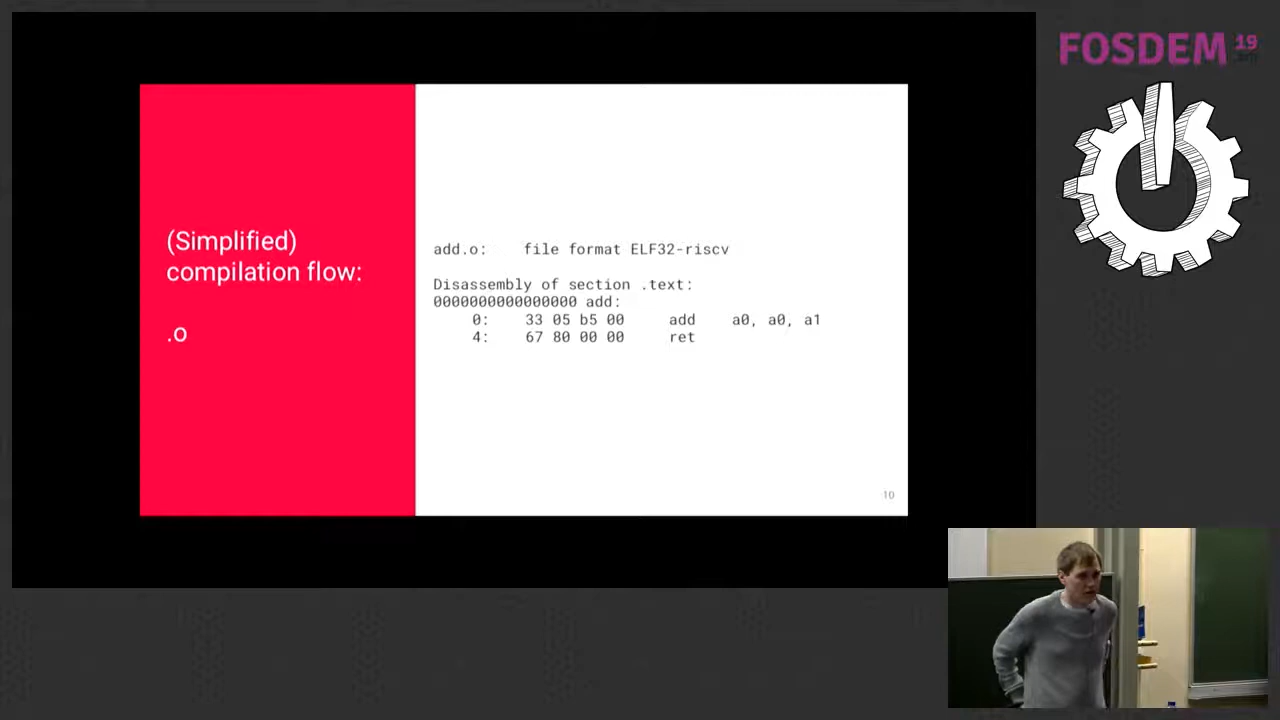 FOSDEM 19
(Simplified)
compilation flow:
.o
add.o: file format ELF32-riscv
Disassembly of section .text:
0000000000000000 add:
0: 33 05 b5 00 add a0, a0, a1
4: 67 80 00 00 ret
10